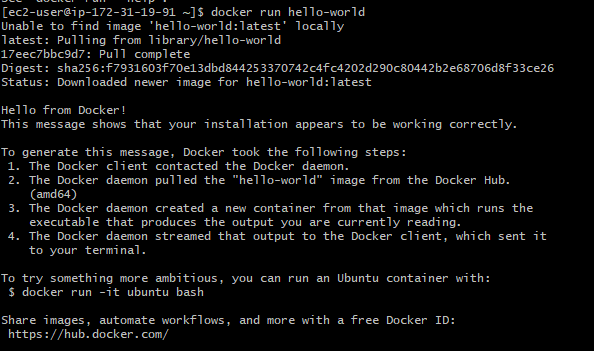 See 'docker run --help'.
[ec2-user@ip-172-31-19-91 ~]$ docker run hello-world
Unable to find image 'hello-world:latest' locally
latest: Pulling from library/hello-world
17eec7bbc9d7: Pull complete
Digest: sha256:f7931603f70e13dbd844253370742c4fc4202d290c80442b2e68706d8f33ce26
Status: Downloaded newer image for hello-world:latest

Hello from Docker!
This message shows that your installation appears to be working correctly.

To generate this message, Docker took the following steps:
 1. The Docker client contacted the Docker daemon.
 2. The Docker daemon pulled the "hello-world" image from the Docker Hub.
    (amd64)
 3. The Docker daemon created a new container from that image which runs the
    executable that produces the output you are currently reading.
 4. The Docker daemon streamed that output to the Docker client, which sent it
    to your terminal.

To try something more ambitious, you can run an Ubuntu container with:
 $ docker run -it ubuntu bash

Share images, automate workflows, and more with a free Docker ID:
 https://hub.docker.com/